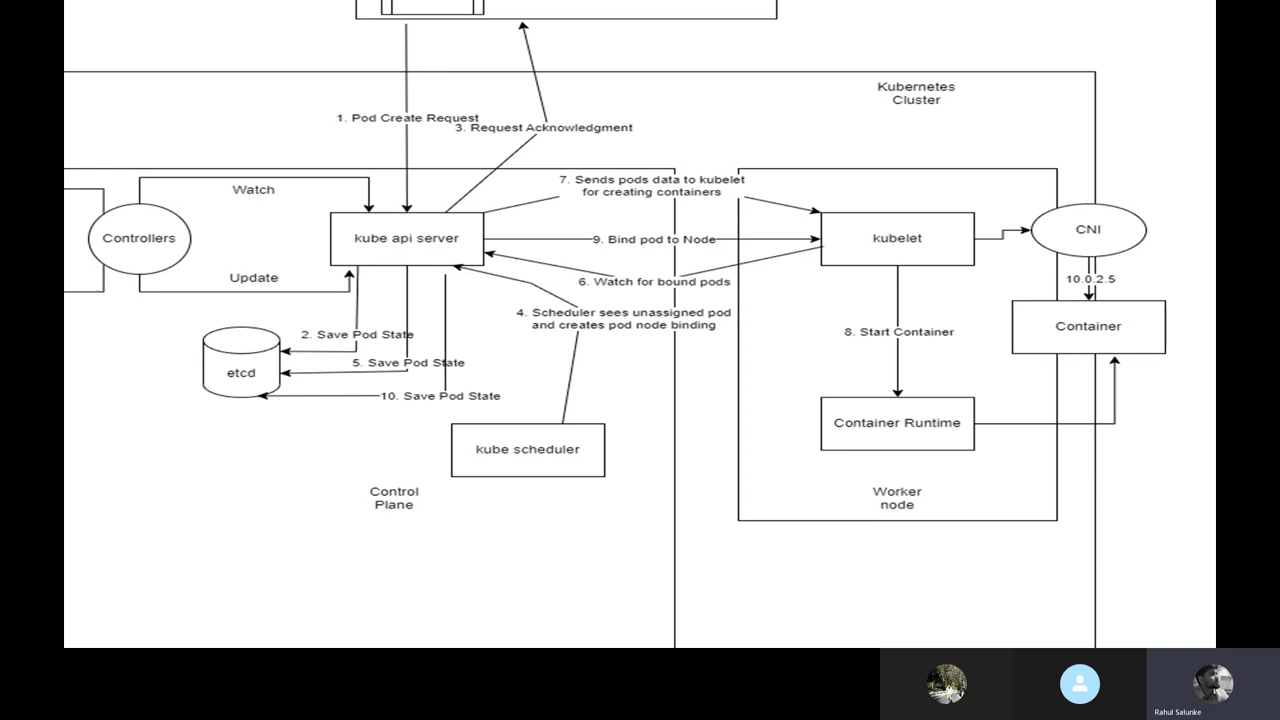 Kubernetes
Cluster
1. Pod Create Request
3. Request Acknowledgment
7. Sends pods data to kubelet
for creating containers
Watch
Controllers
kube api server
9. Bind pod to Node
kubelet
CNI
Update
6. Watch for bound pods
10.0.2.5
4. Scheduler sees unassigned pod
and creates pod node binding
2. Save Pod State
8. Start Container
Container
5. Save Pod State
etcd
10. Save Pod State
Container Runtime
kube scheduler
Control
Plane
Worker
node
Rahul Salunke